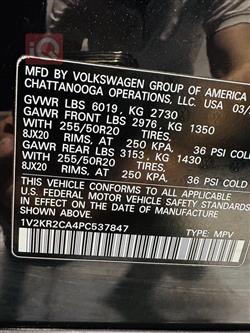 iQ
MFD BY VOLKSWAGEN GROUP OF AMERICA
CHATTANOOGA OPERATIONS, LLC. USA 03/
GVWR LBS 6019, KG 2730
GAWR FRONT LBS 2976, KG 1350
WITH 255/50R20 TIRES,
8JX20 RIMS, AT 250 KPA, 36 PSI COL
GAWR REAR LBS 3153, KG 1430
WITH 255/50R20 TIRES,
8JX20 RIMS, AT 250 KPA, 36 PSI COLD
THIS VEHICLE CONFORMS TO ALL APPLICABLE
U.S. FEDERAL MOTOR VEHICLE SAFETY STANDARDS
IN EFFECT ON THE DATE OF MANUFACTURE
1V2KR2CA4PC537847 TYPE: MPV